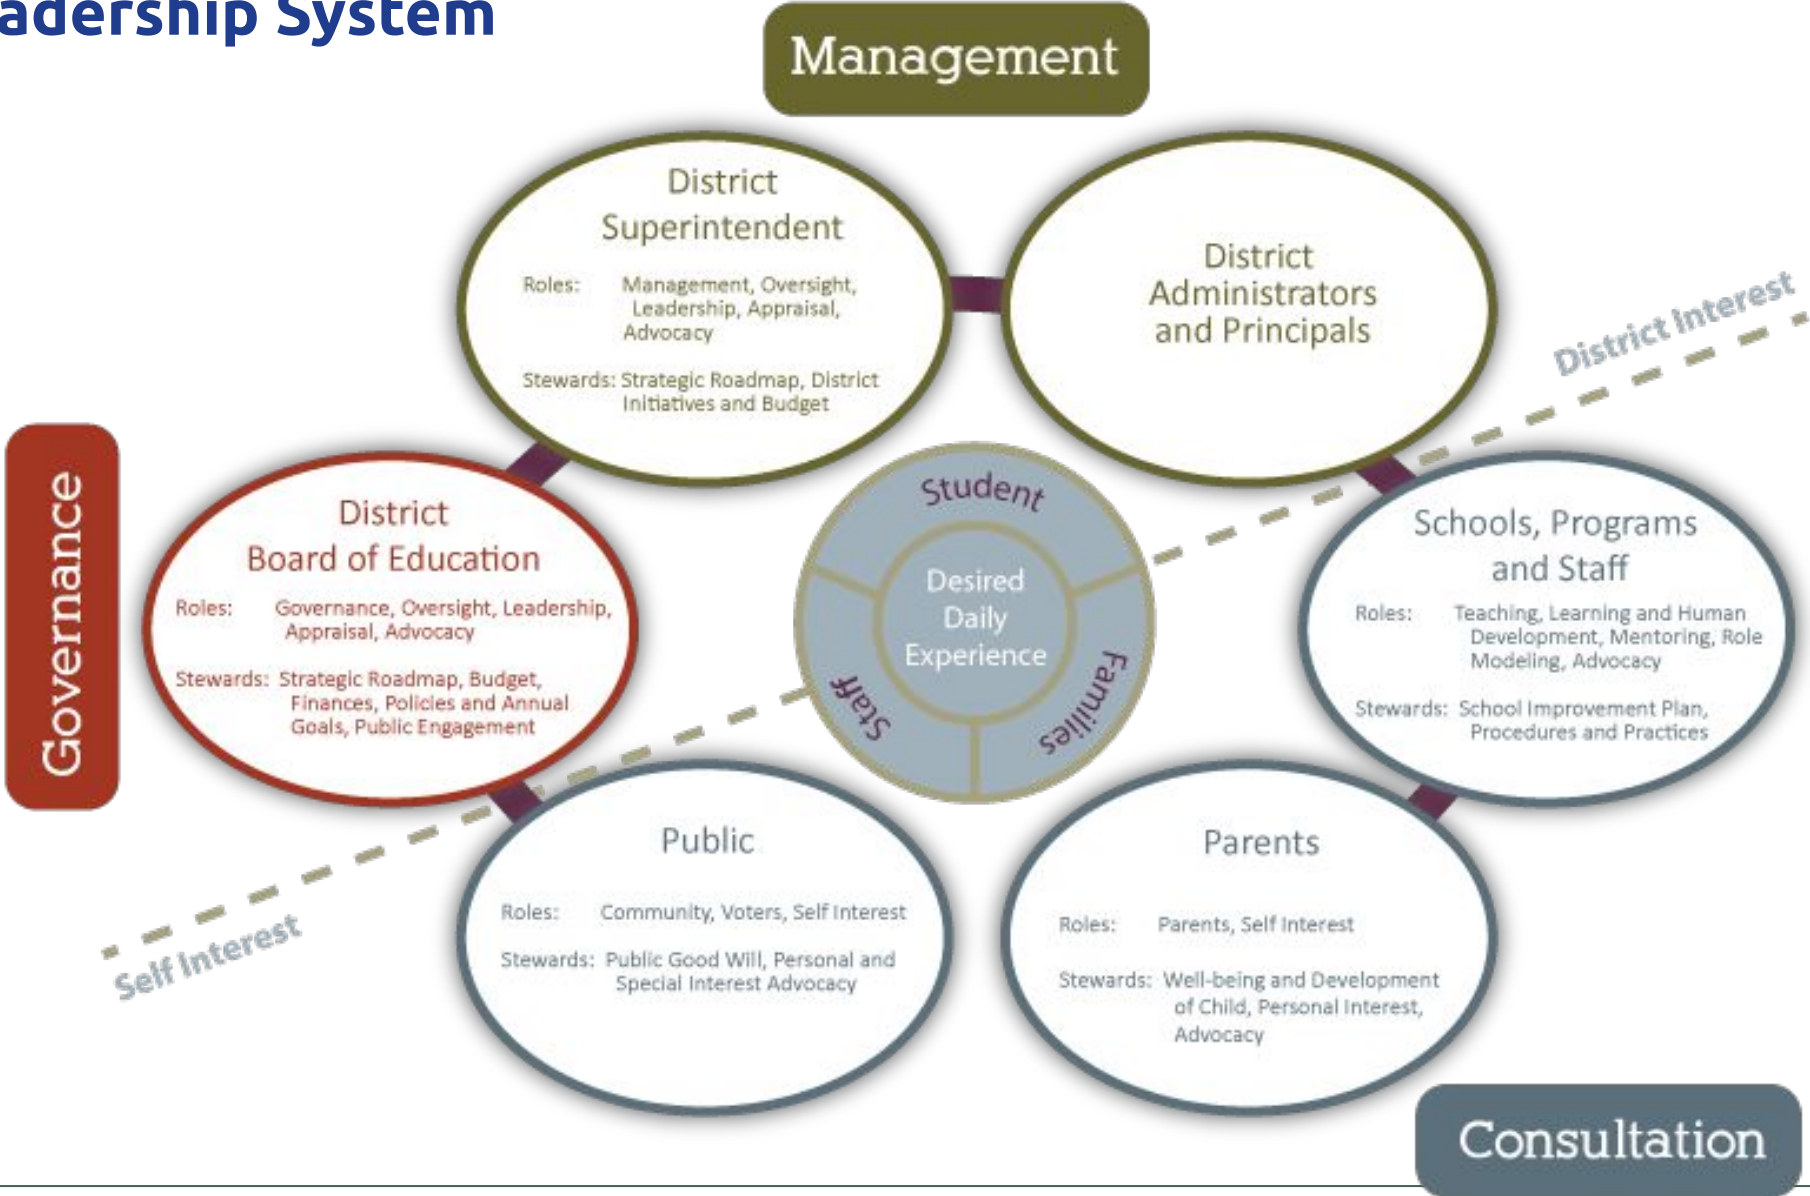 adership System
Management
District
Superintendent
Roles: Management, Oversight,
Leadership, Appraisal,
Advocacy
Stewards: Strategic Roadmap, District
Initiatives and Budget
District
Administrators
and Principals
District Interest
Governance
District
Board of Education
Roles: Governance, Oversight, Leadership,
Appraisal, Advocacy
Stewards: Strategic Roadmap, Budget,
Finances, Policies and Annual
Goals, Public Engagement
Student
Desired
Daily
Experience
Staff
Families
Schools, Programs
and Staff
Roles: Teaching, Learning and Human
Development, Mentoring, Role
Modeling, Advocacy
Stewards: School Improvement Plan,
Procedures and Practices
Self Interest
Public
Roles: Community, Voters, Self Interest
Stewards: Public Good Will, Personal and
Special Interest Advocacy
Parents
Roles: Parents, Self Interest
Stewards: Well-being and Development
of Child, Personal Interest,
Advocacy
Consultation